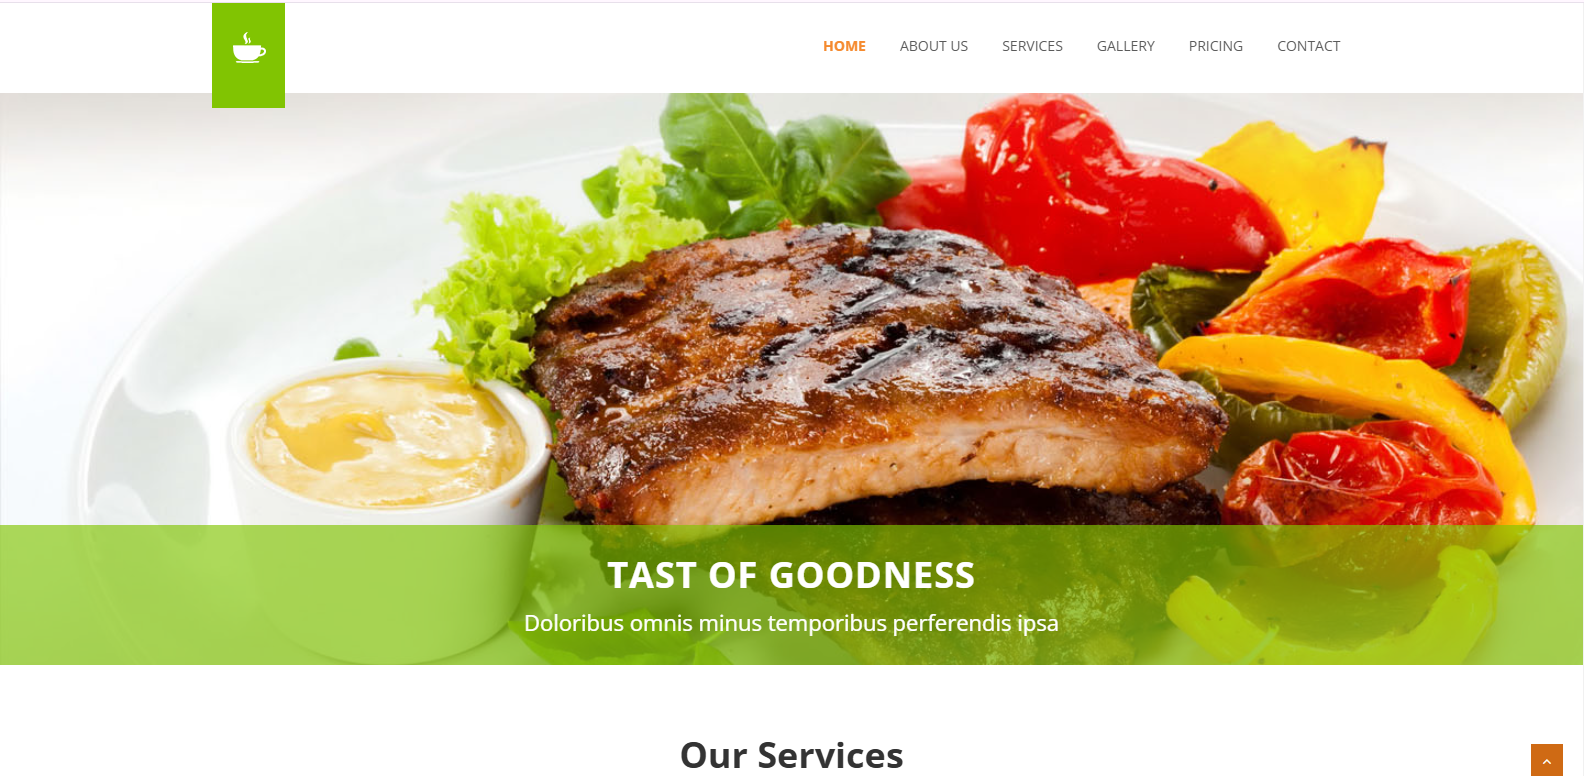 HOME ABOUT US SERVICES GALLERY PRICING CONTACT
TAST OF GOODNESS
Doloribus omnis minus temporibus perferendis ipsa
Our Services